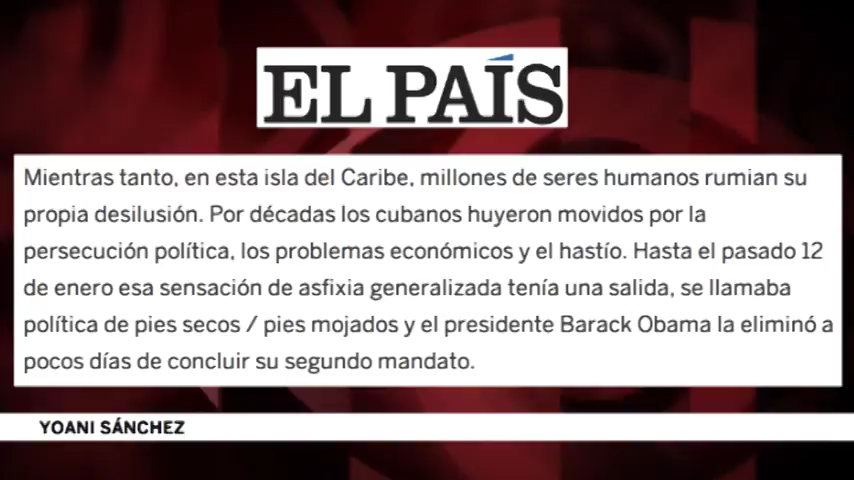 EL PAÍS
Mientras tanto, en esta isla del Caribe, millones de seres humanos rumian su
propia desilusión. Por décadas los cubanos huyeron movidos por la
persecución política, los problemas económicos y el hastío. Hasta el pasado 12
de enero esa sensación de asfixia generalizada tenía una salida, se llamaba
política de pies secos / pies mojados y el presidente Barack Obama la eliminó a
pocos días de concluir su segundo mandato.
YOANI SÁNCHEZ